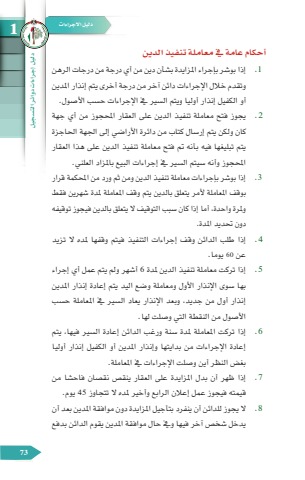 دليل الاجراءات
1
دليل إجراءات دوائر التسجيل
أحكام عامة في معاملة تنفيذ الدين
1. إذا بوشر بإجراء المزايدة بشأن دين من أي درجة من درجات الرهن
وتقدم خلال الإجراءات دائن آخر من درجة أخرى يتم إنذار المدين
أو الكفيل إنذار أوليا ويتم السير في الإجراءات حسب الأصول.
2. يجوز فتح معاملة تنفيذ الدين على العقار المحجوز من أي جهة
كان ولكن يتم إرسال كتاب من دائرة الأراضي إلى الجهة الحاجزة
يتم تبليغها فيه بأنه تم فتح معاملة تنفيذ الدين على هذا العقار
المحجوز وأنه سيتم السير في إجراءات البيع بالمزاد العلني.
3. إذا بوشر بإجراءات معاملة تنفيذ الدين ومن ثم ورد من المحكمة قرار
بوقف المعاملة لأمر يتعلق بالدين يتم وقف المعاملة لمدة شهرين فقط
ولمرة واحدة، أما إذا كان سبب التوقيف لا يتعلق بالدين فيجوز توقيفه
دون تحديد المدة.
4. إذا طلب الدائن وقف إجراءات التنفيذ فيتم وقفها لمده لا تزيد
عن 60 يوما.
5. إذا تركت معاملة تنفيذ الدين لمدة 6 أشهر ولم يتم عمل أي إجراء
بها سوى الإنذار الأول ومعاملة وضع اليد يتم إعادة إنذار المدين
إنذار أول من جديد، وبعد الإنذار يعاد السير في المعاملة حسب
الأصول من النقطة التي وصلت لها.
6. إذا تركت المعاملة لمدة سنة ورغب الدائن إعادة السير فيها، يتم
إعادة الإجراءات من بدايتها وإنذار المدين أو الكفيل إنذار أوليا
بغض النظر أين وصلت الإجراءات في المعاملة.
7. إذا ظهر أن بدل المزايدة على العقار ينقص نقصان فاحشا من
قيمته فيجوز عمل إعلان الرابع وآخير لمده لا تتجاوز 45 يوم.
8. لا يجوز للدائن أن ينفرد بتأجيل المزايدة دون موافقة المدين بعد أن
يدخل شخص آخر فيها وفي حال موافقة المدين يقوم الدائن بدفع
73